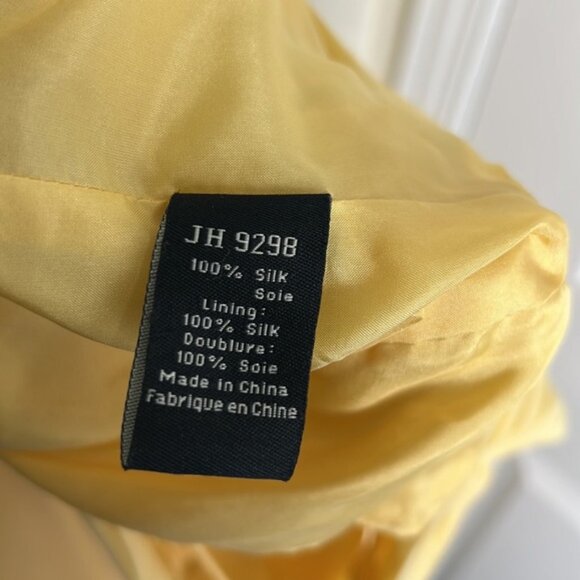 JH 9298
100% Silk
Soie
Lining:
100% Silk
Doublure:
100% Soie
Made in China
Fabrique en Chine